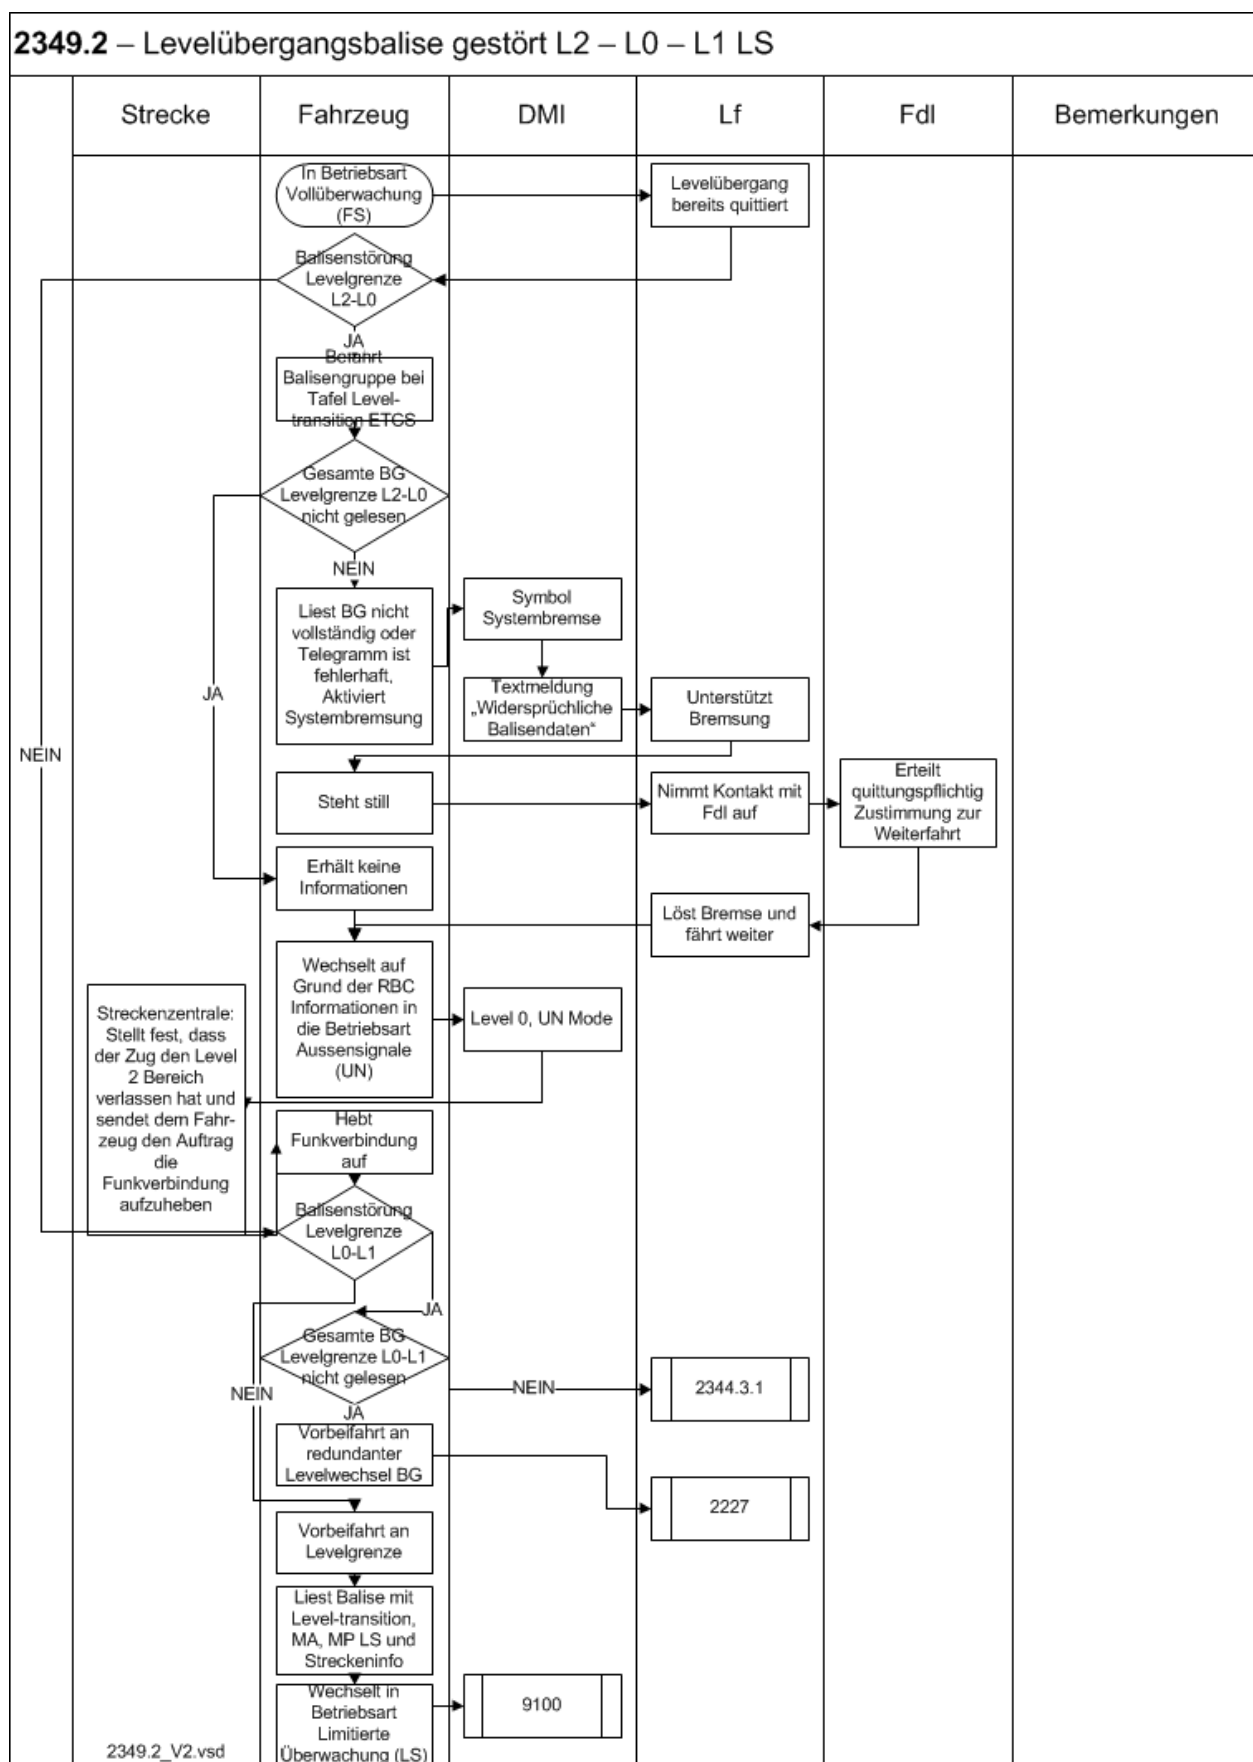 2349.2 – Levelübergangsbalise gestört L2 – L0 – L1 LS
Strecke
Fahrzeug
DMI
Lf
Fdl
Bemerkungen
In Betriebsart
Vollüberwachung
(FS)
Levelübergang
bereits quittiert
Balisenstörung
Levelgrenze
L2-L0
JA
Befährt
Balisengruppe bei
Tafel Level-
transition ETCS
Gesamte BG
Levelgrenze L2-L0
nicht gelesen
NEIN
Liest BG nicht
vollständig oder
Telegramm ist
fehlerhaft,
Aktiviert
Systembremsung
Symbol
Systembremse
Textmeldung
„Widersprüchliche
Balisendaten“
Unterstützt
Bremsung
JA
NEIN
Steht still
Nimmt Kontakt mit
Fdl auf
Erteilt
quittungspflichtig
Zustimmung zur
Weiterfahrt
Erhält keine
Informationen
Löst Bremse und
fährt weiter
Wechselt auf
Grund der RBC
Informationen in
die Betriebsart
Aussensignale
(UN)
Level 0, UN Mode
Streckenzentrale:
Stellt fest, dass
der Zug den Level
2 Bereich
verlassen hat und
sendet dem Fahr-
zeug den Auftrag
die
Funkverbindung
aufzuheben
Hebt
Funkverbindung
auf
Balisenstörung
Levelgrenze
L0-L1
JA
Gesamte BG
Levelgrenze L0-L1
nicht gelesen
NEIN
NEIN
2344.3.1
JA
Vorbeifahrt an
redundanter
Levelwechsel BG
2227
Vorbeifahrt an
Levelgrenze
Liest Balise mit
Level-transition,
MA, MP LS und
Streckeninfo
Wechselt in
Betriebsart
Limitierte
Überwachung (LS)
9100
2349.2_V2.vsd